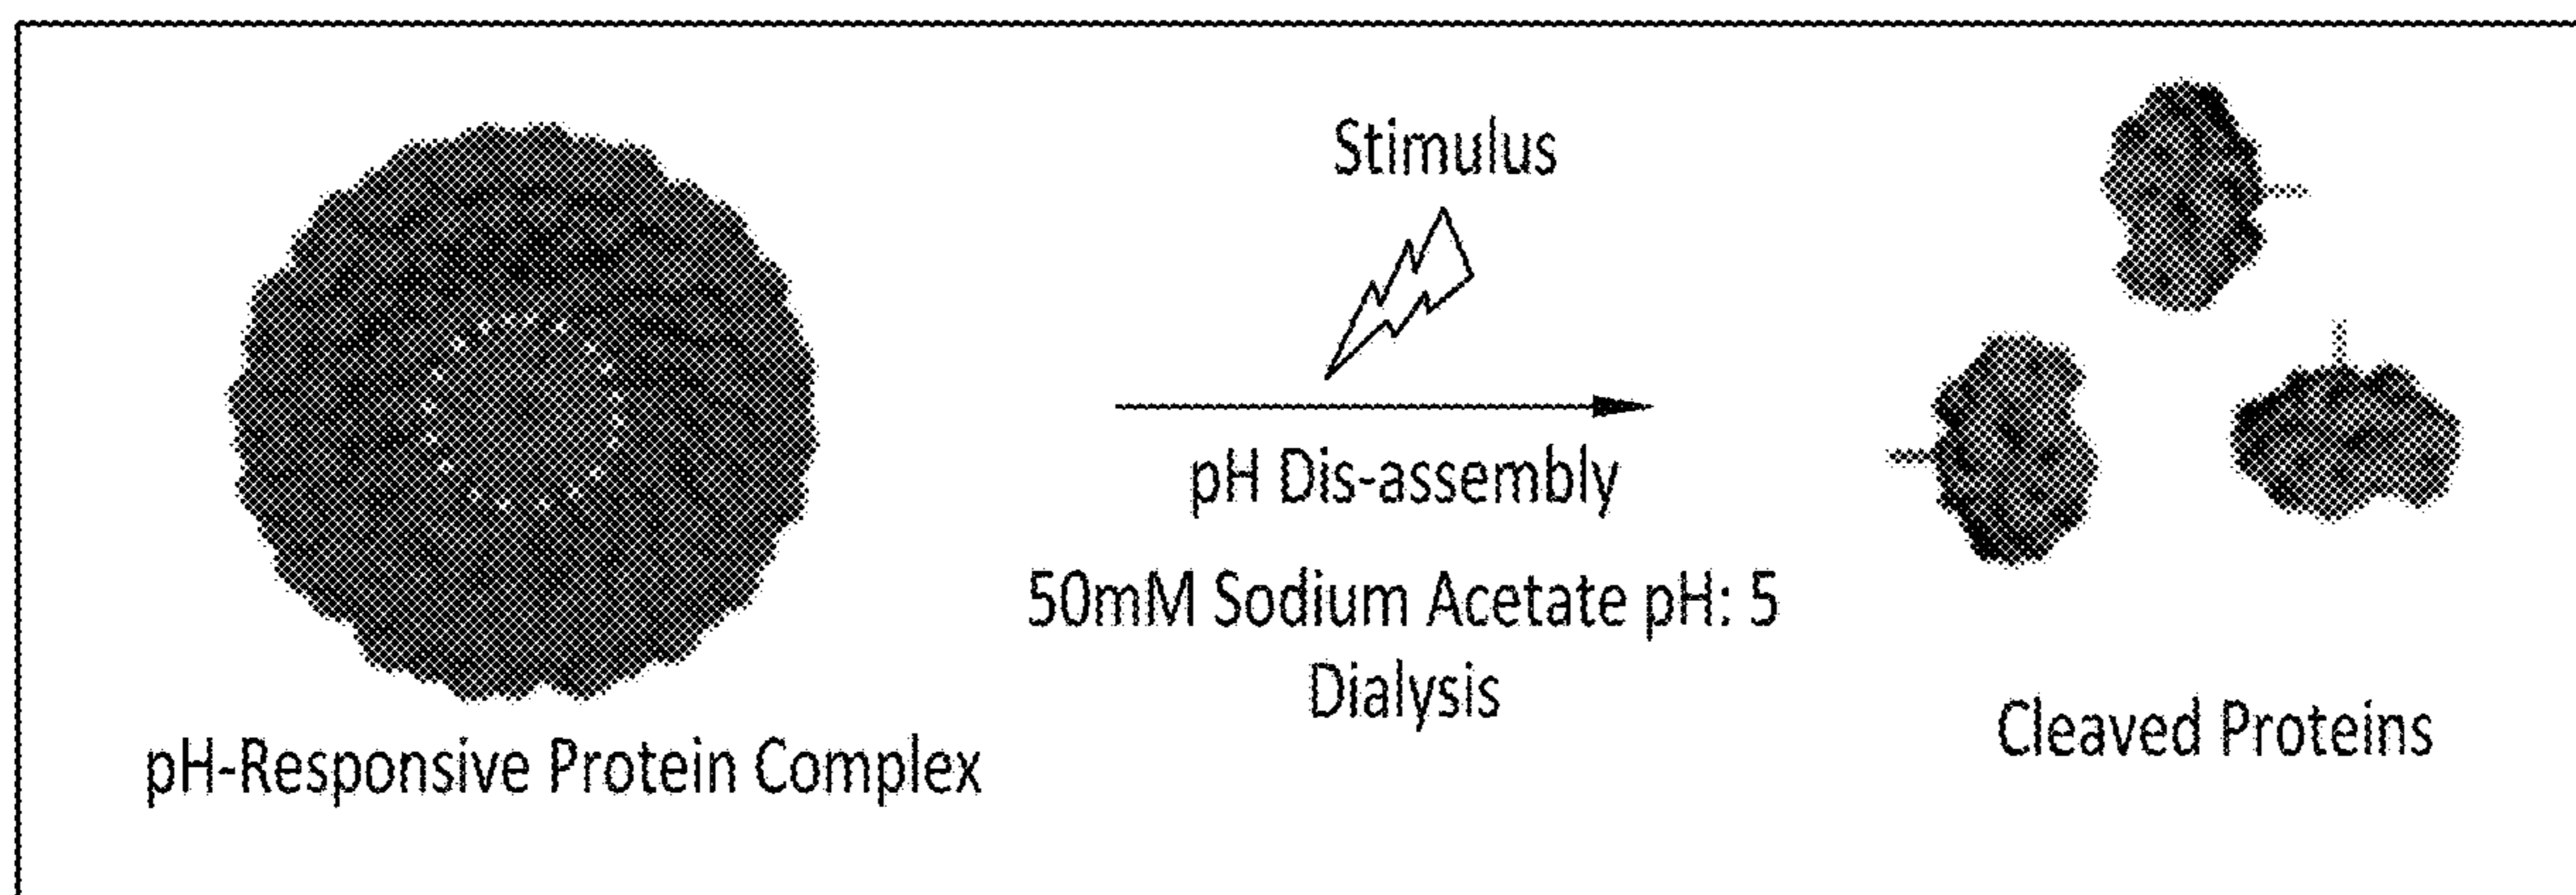 Stimulus
pH Dis-assembly
50mM Sodium Acetate pH: 5
Dialysis
pH-Responsive Protein Complex
Cleaved Proteins